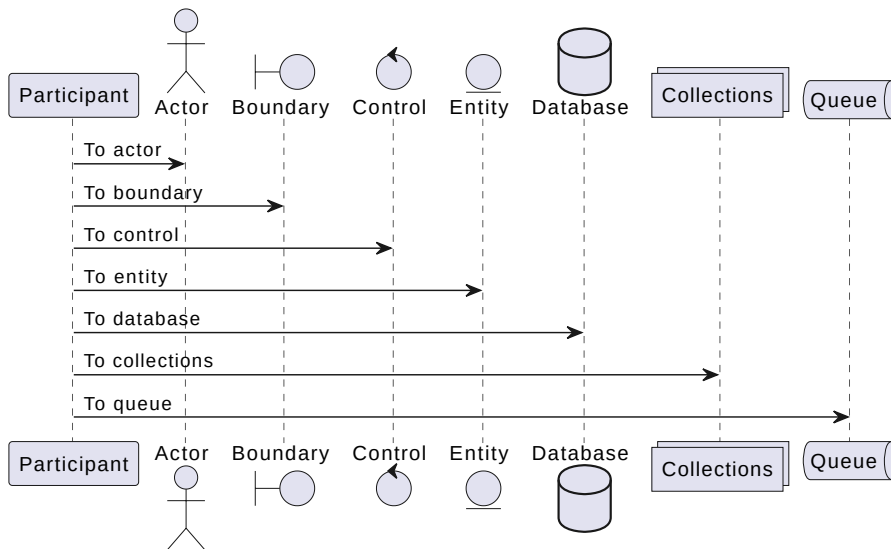 Participant Actor Boundary Control Entity Database Collections Queue
To actor
To boundary
To control
To entity
To database
To collections
To queue
Participant Actor Boundary Control Entity Database Collections Queue